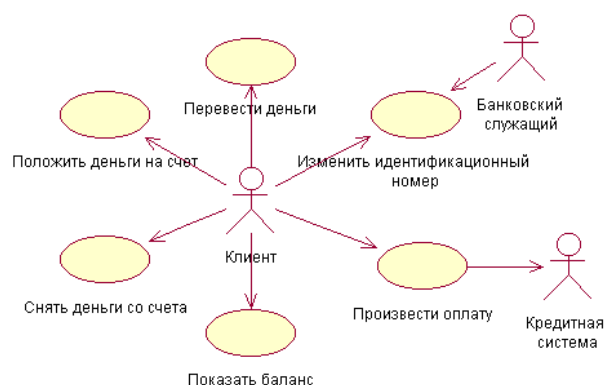 Перевести деньги
Банковский
служащий
Положить деньги на счет
Изменить идентификационный
номер
Клиент
Снять деньги со счета
Произвести оплату
Кредитная
система
Показать баланс